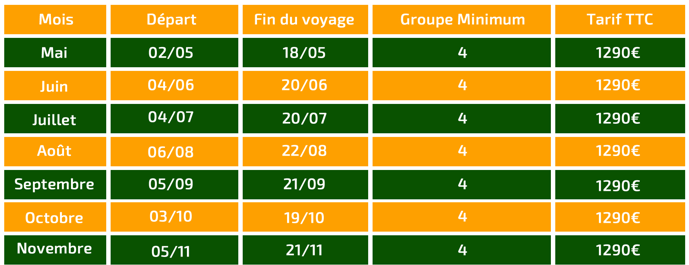 Mois Départ Fin du voyage Groupe Minimum Tarif TTC
Mai 02/05 18/05 4 1290€
Juin 04/06 20/06 4 1290€
Juillet 04/07 20/07 4 1290€
Août 06/08 22/08 4 1290€
Septembre 05/09 21/09 4 1290€
Octobre 03/10 19/10 4 1290€
Novembre 05/11 21/11 4 1290€